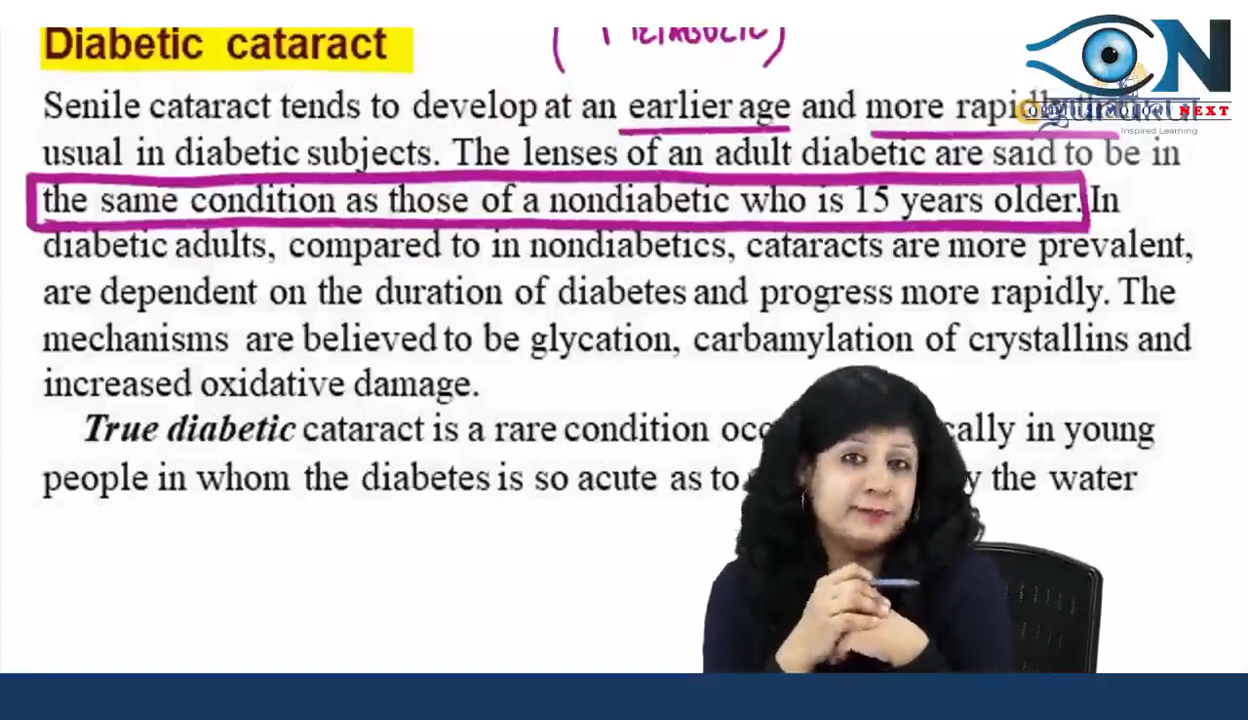 Diabetic cataract
(METABOLIC)
ON
NEXT
Inspired Learning
Senile cataract tends to develop at an earlier age and more
usual in diabetic subjects. The lenses of an adult diabetic are said to be in
the same condition as those of a nondiabetic who is 15 years older. In
diabetic adults, compared to in nondiabetics, cataracts are more prevalent,
are dependent on the duration of diabetes and progress more rapidly. The
mechanisms are believed to be glycation, carbamylation of crystallins and
increased oxidative damage.
True diabetic cataract is a rare condition in young
people in whom the diabetes is so acute as to the water